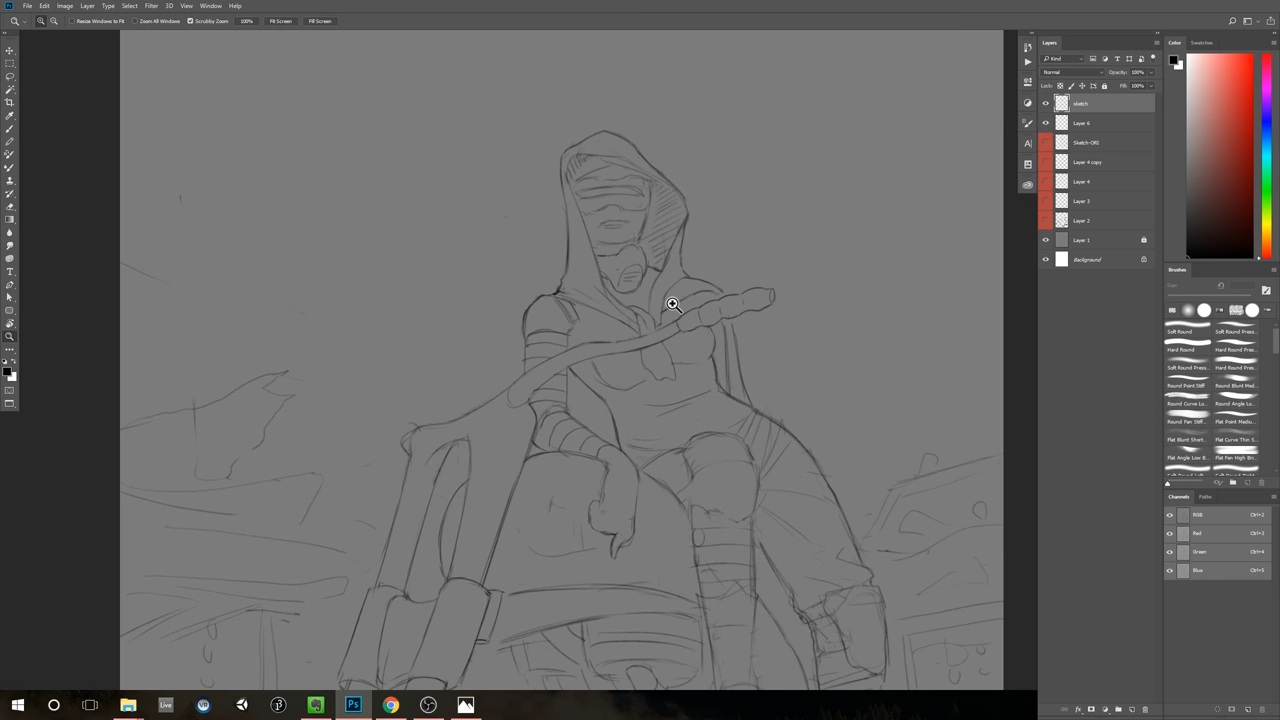 Ps File Edit Image Layer Type Select Filter 3D View Window Help
Resize Windows to Fit Zoom All Windows Scrubby Zoom 100% Fit Screen Fill Screen
Layers
Kind
Normal Opacity: 100%
Lock: Fill: 100%
sketch
Layer 6
Sketch-ORI
Layer 4 copy
Layer 4
Layer 3
Layer 2
Layer 1
Background
Color Swatches
Brushes
Size:
Soft Round Soft Round Press...
Hard Round Hard Round Pres...
Soft Round Press... Hard Round Pres...
Round Point Stiff Round Blunt Med...
Round Curve Lo... Round Angle Lo...
Round Fan Stiff... Flat Point Mediu...
Flat Blunt Short... Flat Curve Thin S...
Flat Angle Low B... Flat Fan High Bri...
Channels Paths
RGB Ctrl+2
Red Ctrl+3
Green Ctrl+4
Blue Ctrl+5
fx
Live VR Ps